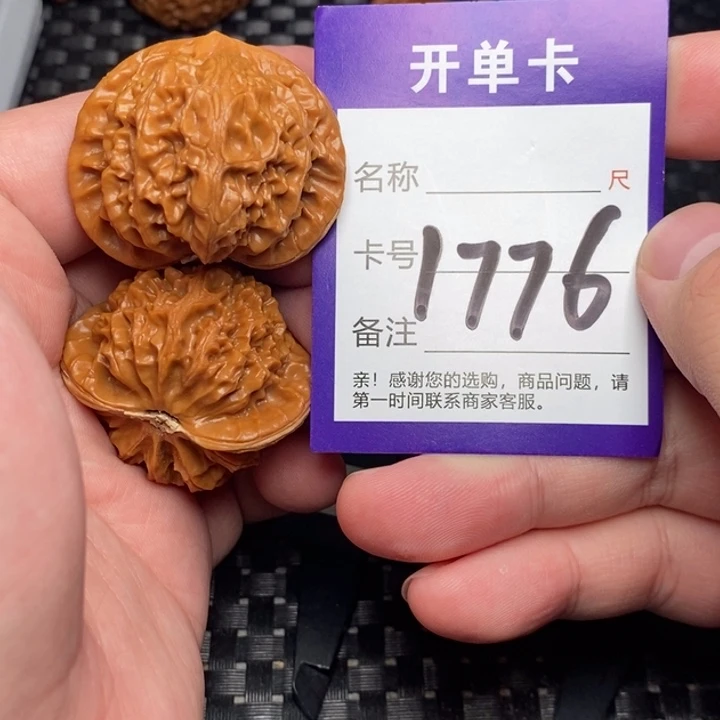 开单卡
名称 尺
卡号 1776
备注
亲！感谢您的选购，商品问题，请
第一时间联系商家客服。